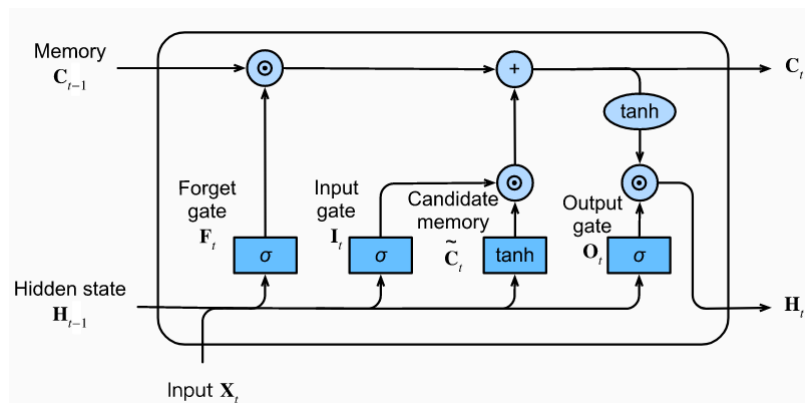 Memory
C_{t−1}
⊙
+
C_t
tanh
Forget
gate
F_t
Input
gate
I_t
Candidate
memory
C̃_t
⊙
Output
gate
O_t
⊙
σ
σ
tanh
σ
Hidden state
H_{t−1}
H_t
Input X_t